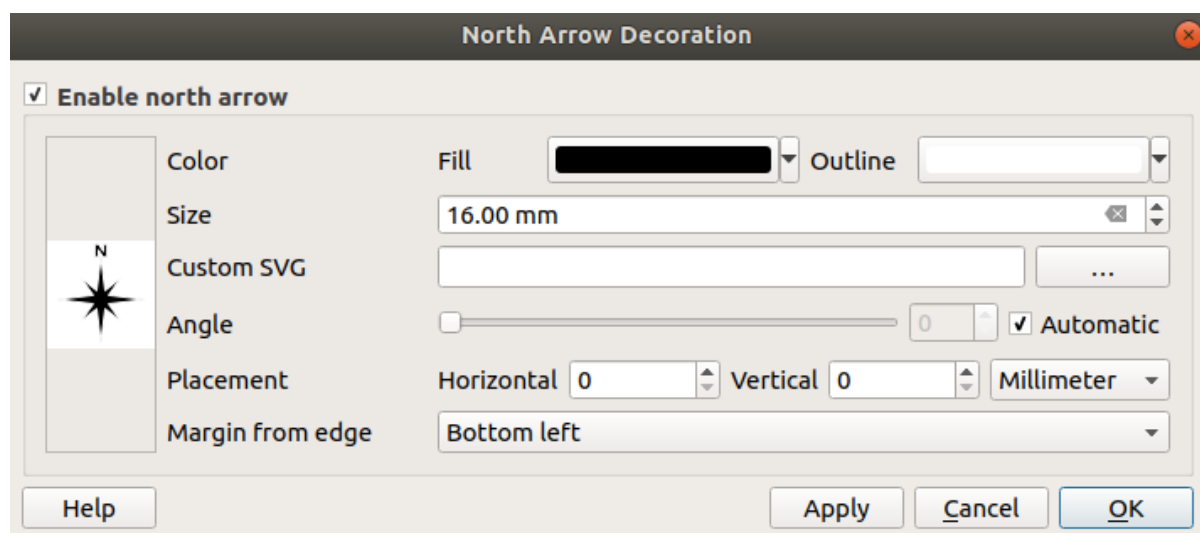 North Arrow Decoration
Enable north arrow
Color Fill Outline
Size 16.00 mm
N
Custom SVG ...
Angle 0 Automatic
Placement Horizontal 0 Vertical 0 Millimeter
Margin from edge Bottom left
Help Apply Cancel OK